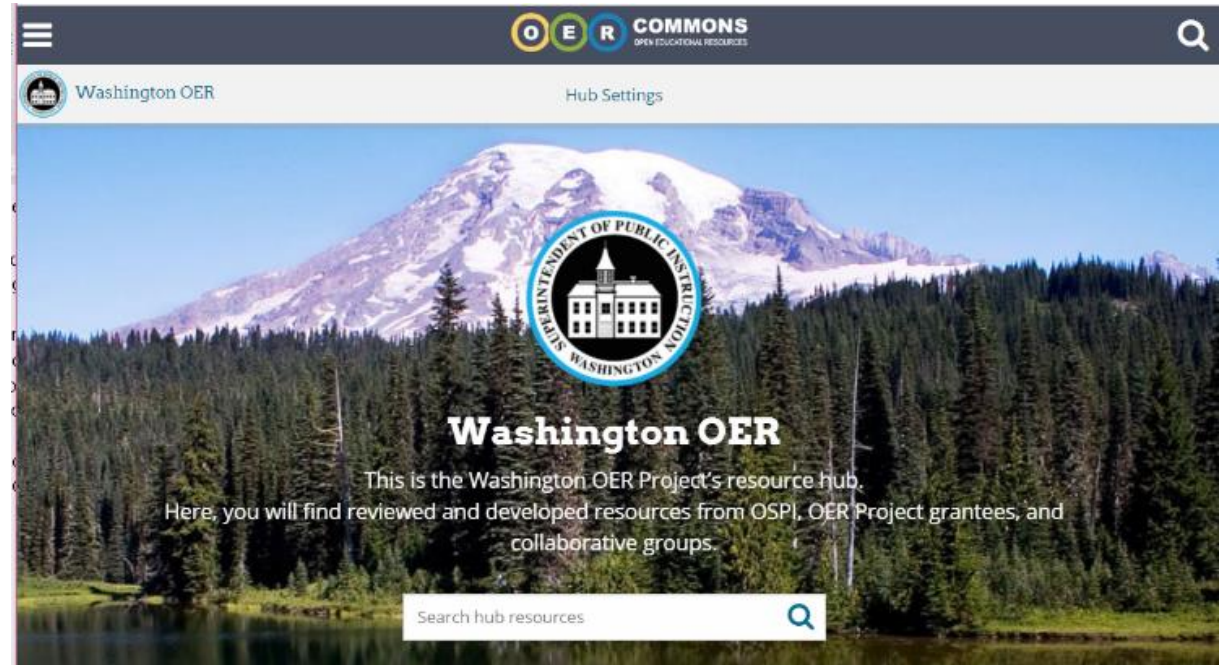 O E R COMMONS
OPEN EDUCATIONAL RESOURCES
Washington OER
Hub Settings
SUPERINTENDENT OF PUBLIC INSTRUCTION
WASHINGTON
Washington OER
This is the Washington OER Project's resource hub.
Here, you will find reviewed and developed resources from OSPI, OER Project grantees, and
collaborative groups.
Search hub resources